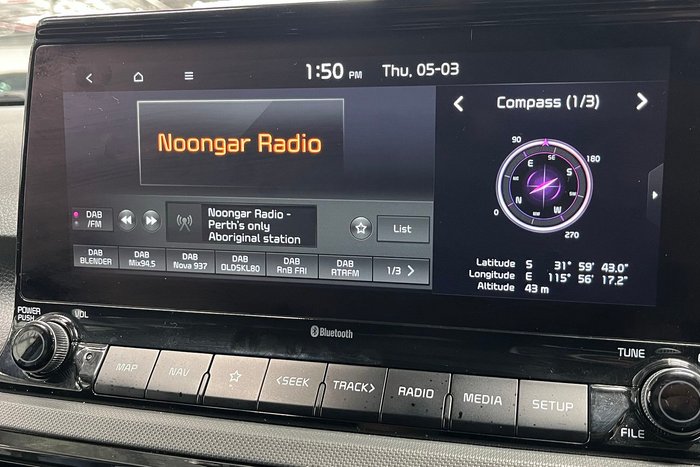 1:50 PM Thu, 05-03
Noongar Radio
DAB
/FM
Noongar Radio -
Perth's only
Aboriginal station
List
DAB
BLENDER
DAB
Mix94.5
DAB
Nova 937
DAB
OLDSKL80
DAB
RnB FRI
DAB
RTRFM
1/3
Compass (1/3)
90
180
0
270
SE
E
S
N
W
Latitude S 31° 59' 43.0"
Longitude E 115° 56' 17.2"
Altitude 43 m
POWER
PUSH
VOL
Bluetooth
MAP
NAV
<SEEK
TRACK>
RADIO
MEDIA
SETUP
TUNE
FILE